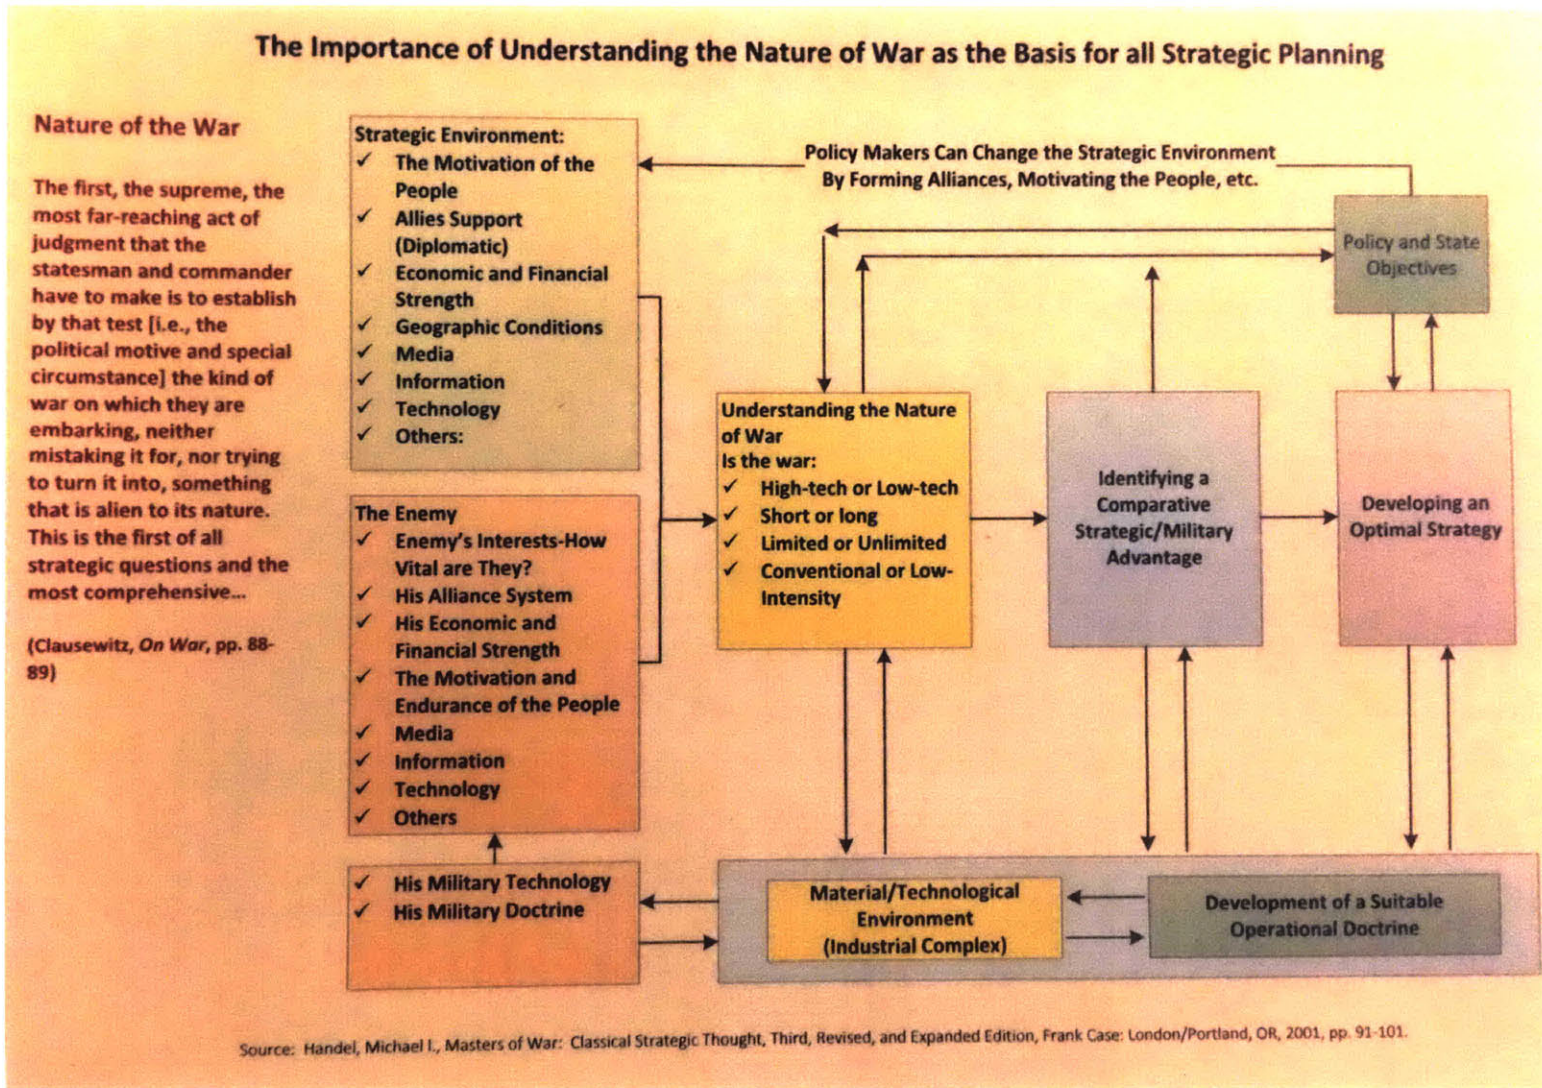 The Importance of Understanding the Nature of War as the Basis for all Strategic Planning
Nature of the War
The first, the supreme, the
most far-reaching act of
judgment that the
statesman and commander
have to make is to establish
by that test [i.e., the
political motive and special
circumstance] the kind of
war on which they are
embarking, neither
mistaking it for, nor trying
to turn it into, something
that is alien to its nature.
This is the first of all
strategic questions and the
most comprehensive...
(Clausewitz, On War, pp. 88-
89)
Strategic Environment:
✓ The Motivation of the
People
✓ Allies Support
(Diplomatic)
✓ Economic and Financial
Strength
✓ Geographic Conditions
✓ Media
✓ Information
✓ Technology
✓ Others:
The Enemy
✓ Enemy's Interests-How
Vital are They?
✓ His Alliance System
✓ His Economic and
Financial Strength
✓ The Motivation and
Endurance of the People
✓ Media
✓ Information
✓ Technology
✓ Others
✓ His Military Technology
✓ His Military Doctrine
Policy Makers Can Change the Strategic Environment
By Forming Alliances, Motivating the People, etc.
Policy and State
Objectives
Understanding the Nature
of War
Is the war:
✓ High-tech or Low-tech
✓ Short or long
✓ Limited or Unlimited
✓ Conventional or Low-
Intensity
Identifying a
Comparative
Strategic/Military
Advantage
Developing an
Optimal Strategy
Material/Technological
Environment
(Industrial Complex)
Development of a Suitable
Operational Doctrine
Source: Handel, Michael I., Masters of War: Classical Strategic Thought, Third, Revised, and Expanded Edition, Frank Case: London/Portland, OR, 2001, pp. 91-101.